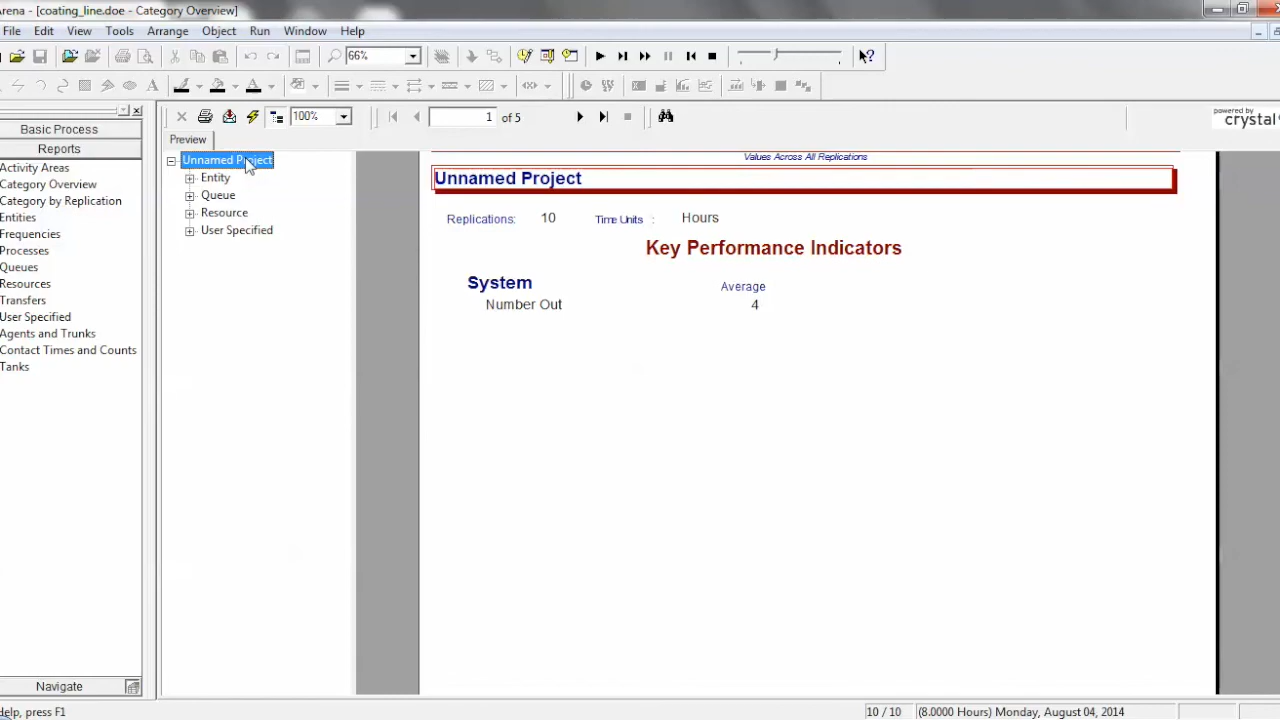 Arena - [coating_line.doe - Category Overview]
File Edit View Tools Arrange Object Run Window Help
66%
100% 1 of 5 powered by crystal
Preview
Basic Process
Reports
Activity Areas
Category Overview
Category by Replication
Entities
Frequencies
Processes
Queues
Resources
Transfers
User Specified
Agents and Trunks
Contact Times and Counts
Tanks
Navigate
Unnamed Project
Entity
Queue
Resource
User Specified
Values Across All Replications
Unnamed Project
Replications: 10 Time Units : Hours
Key Performance Indicators
System Average
Number Out 4
Help, press F1 10 / 10 (8.0000 Hours) Monday, August 04, 2014